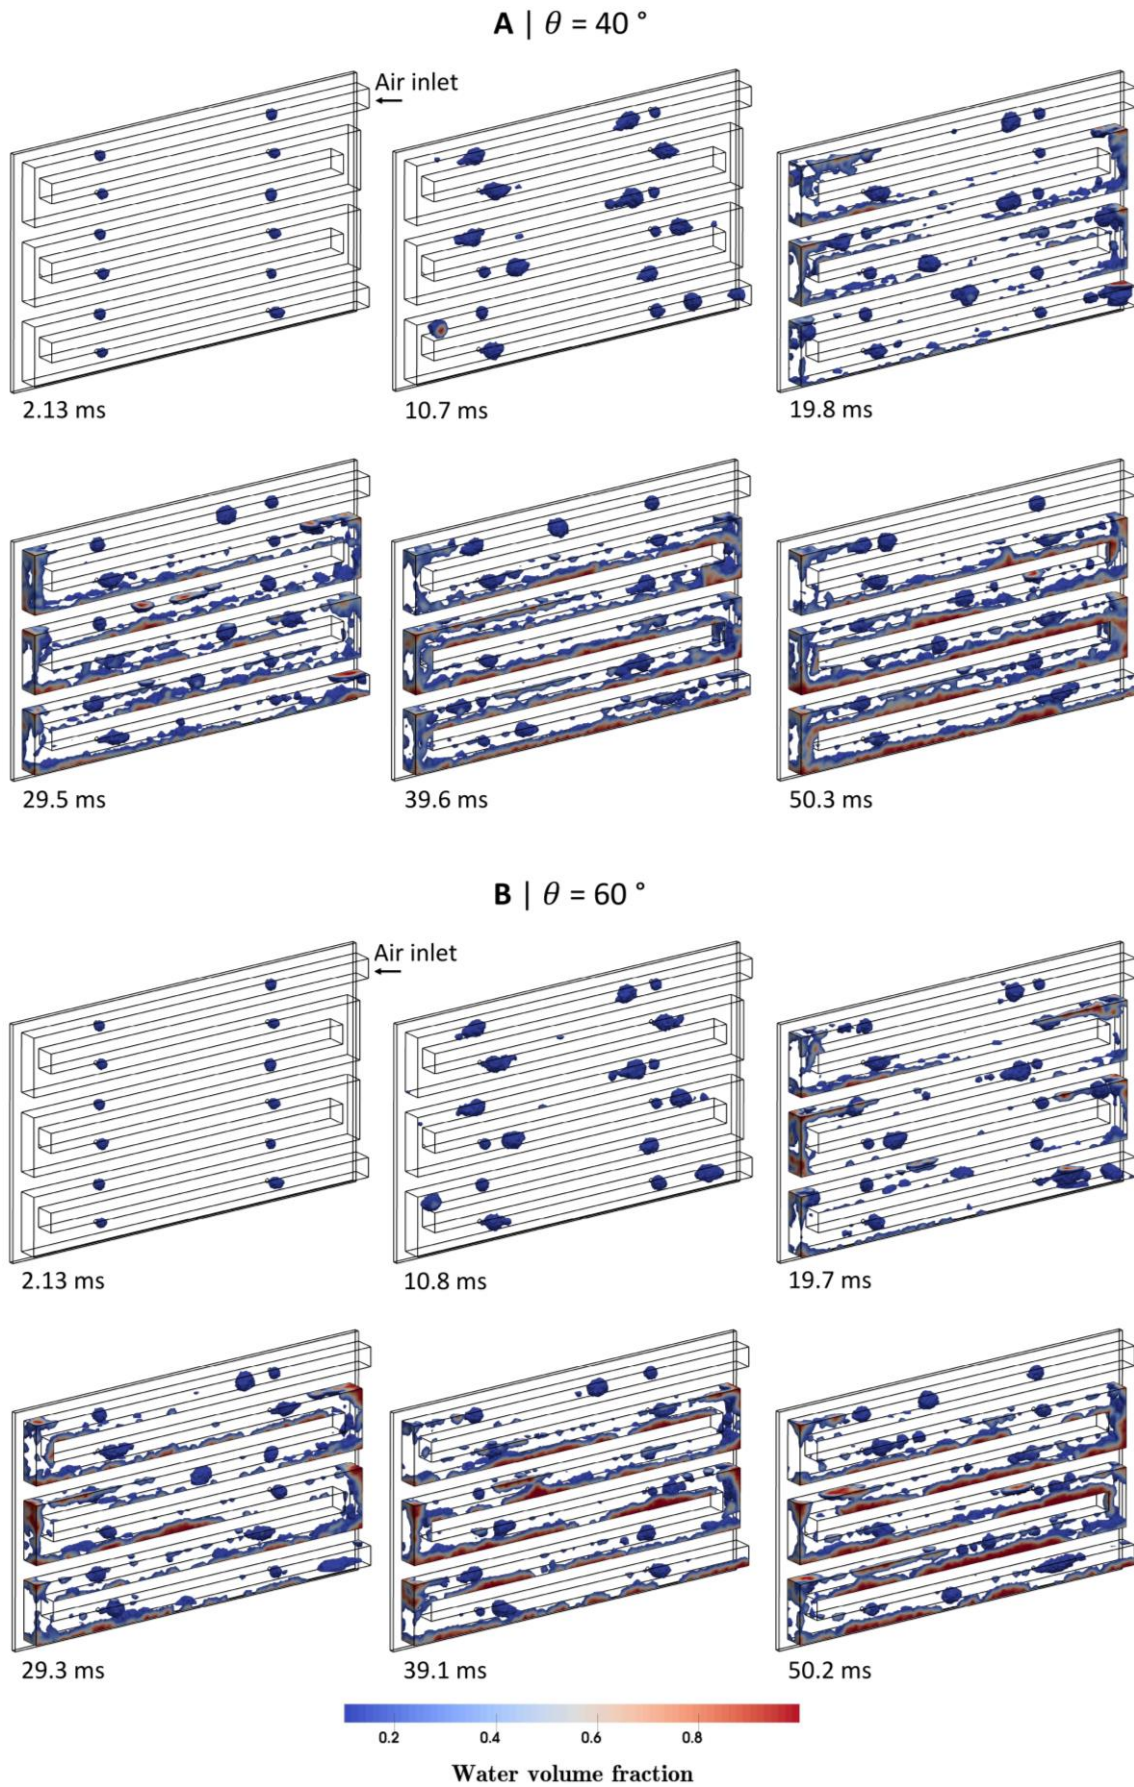 A | θ = 40 °
Air inlet
2.13 ms
10.7 ms
19.8 ms
29.5 ms
39.6 ms
50.3 ms
B | θ = 60 °
Air inlet
2.13 ms
10.8 ms
19.7 ms
29.3 ms
39.1 ms
50.2 ms
0.2 0.4 0.6 0.8
Water volume fraction